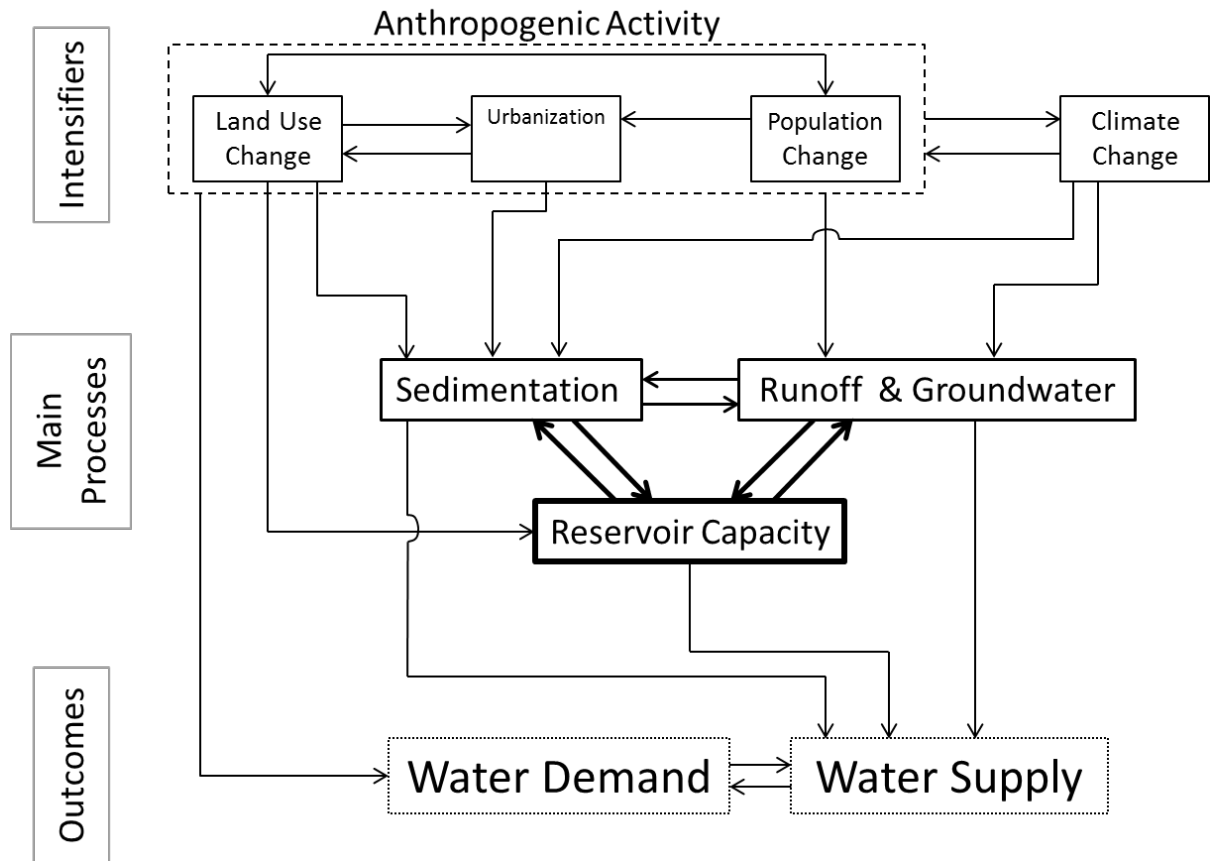 Anthropogenic Activity
Intensifiers
Land Use
Change
Urbanization
Population
Change
Climate
Change
Main
Processes
Sedimentation
Runoff & Groundwater
Reservoir Capacity
Outcomes
Water Demand
Water Supply